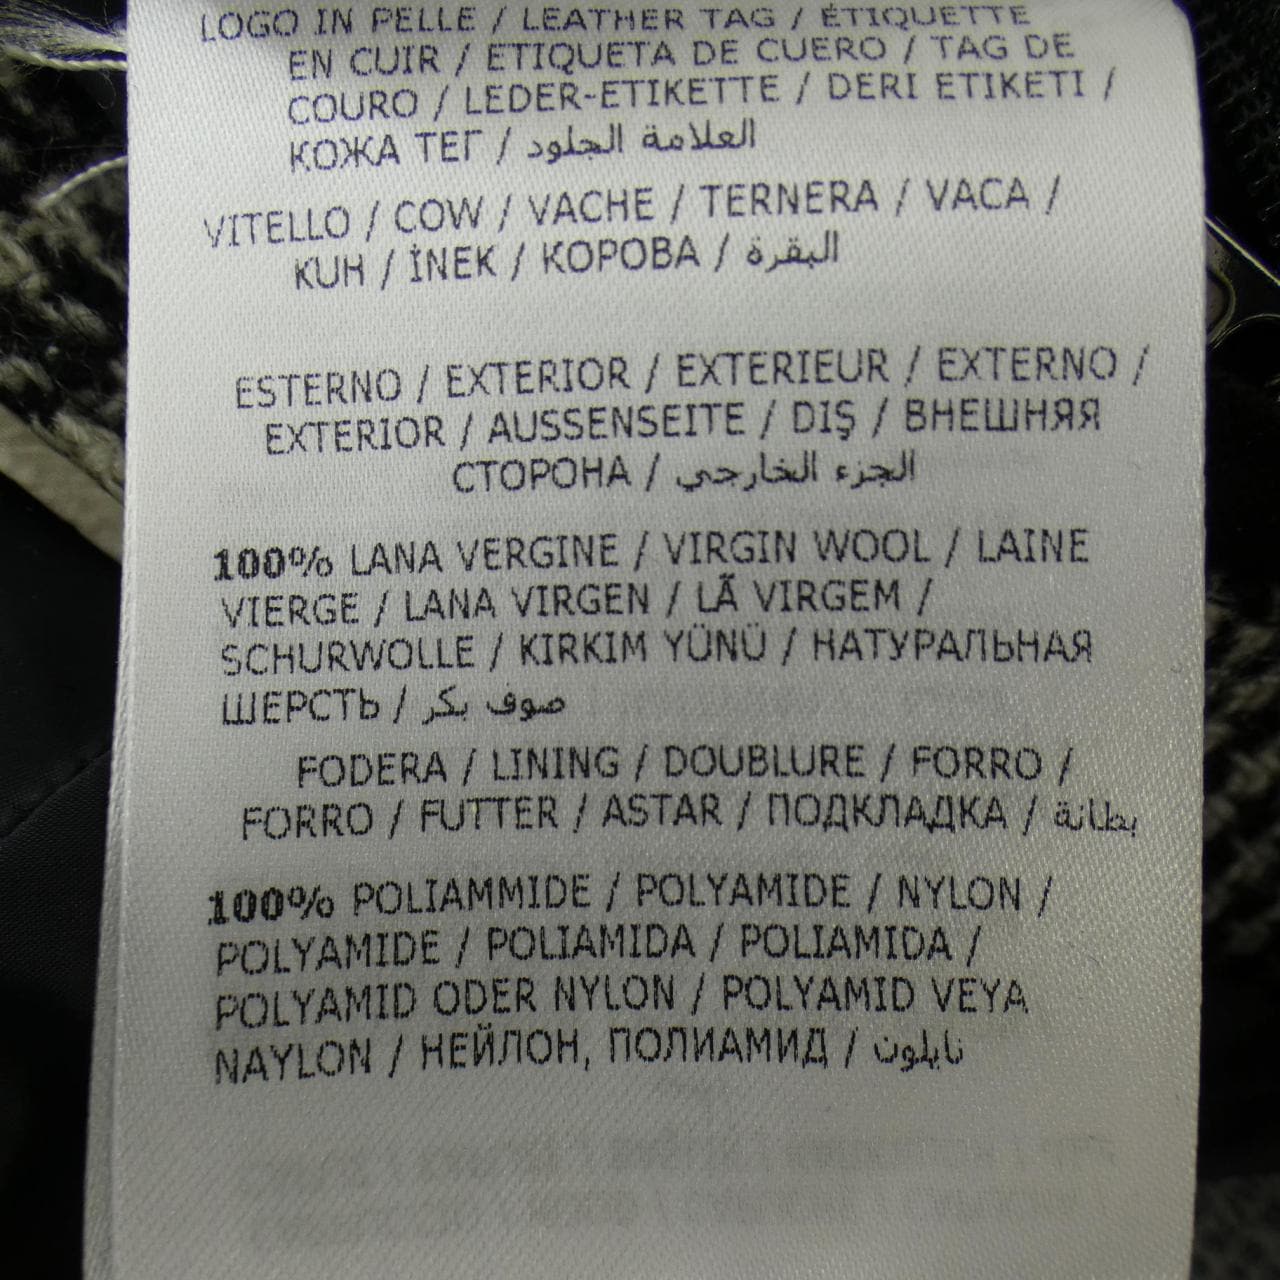 LOGO IN PELLE / LEATHER TAG / ÉTIQUETTE
EN CUIR / ETIQUETA DE CUERO / TAG DE
COURO / LEDER-ETIKETTE / DERI ETIKETI /
КОЖА ТЕГ / العلامة الجلود
VITELLO / COW / VACHE / TERNERA / VACA /
KUH / İNEK / КОРОВА / البقرة
ESTERNO / EXTERIOR / EXTERIEUR / EXTERNO /
EXTERIOR / AUSSENSEITE / DIŞ / ВНЕШНЯЯ
СТОРОНА / الجزء الخارجي
100% LANA VERGINE / VIRGIN WOOL / LAINE
VIERGE / LANA VIRGEN / LÃ VIRGEM /
SCHURWOLLE / KIRKIM YÜNÜ / НАТУРАЛЬНАЯ
ШЕРСТЬ / صوف بكر
FODERA / LINING / DOUBLURE / FORRO /
FORRO / FUTTER / ASTAR / ПОДКЛАДКА / بطانة
100% POLIAMMIDE / POLYAMIDE / NYLON /
POLYAMIDE / POLIAMIDA / POLIAMIDA /
POLYAMID ODER NYLON / POLYAMID VEYA
NAYLON / НЕЙЛОН, ПОЛИАМИД / نايلون